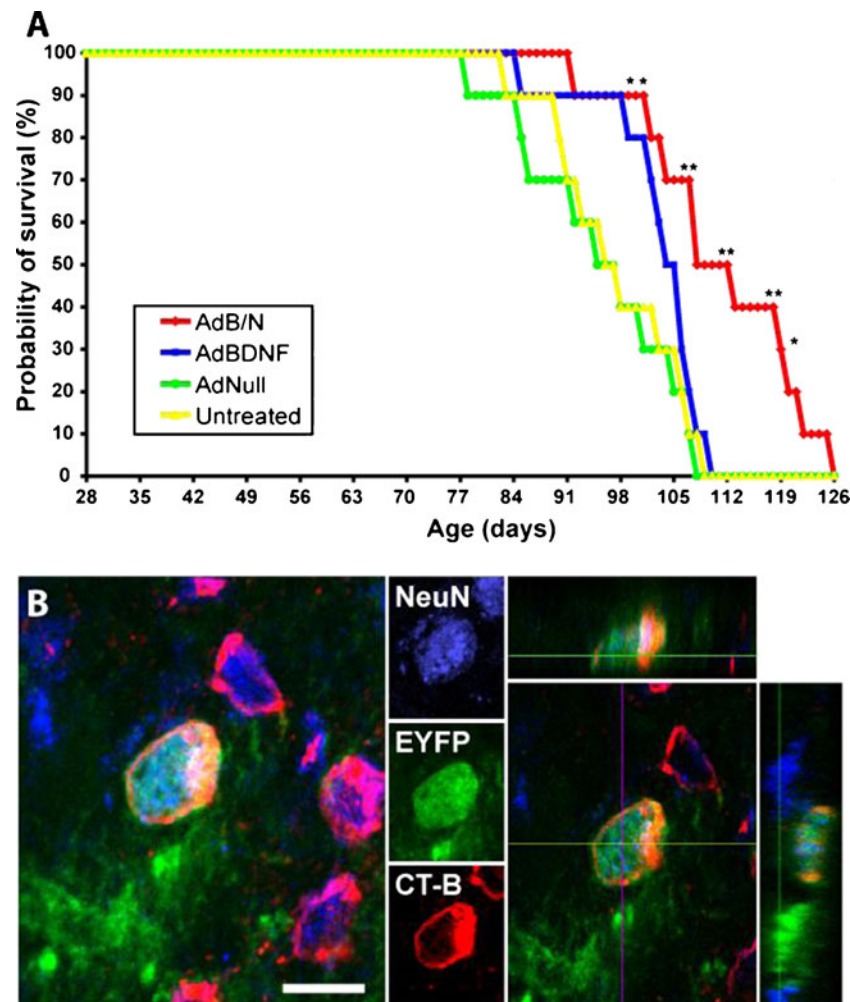 A
Probability of survival (%)
100
90
80
70
60
50
40
30
20
10
0
** 
**
**
**
*
AdB/N
AdBDNF
AdNull
Untreated
28 35 42 49 56 63 70 77 84 91 98 105 112 119 126
Age (days)
B
NeuN
EYFP
CT-B